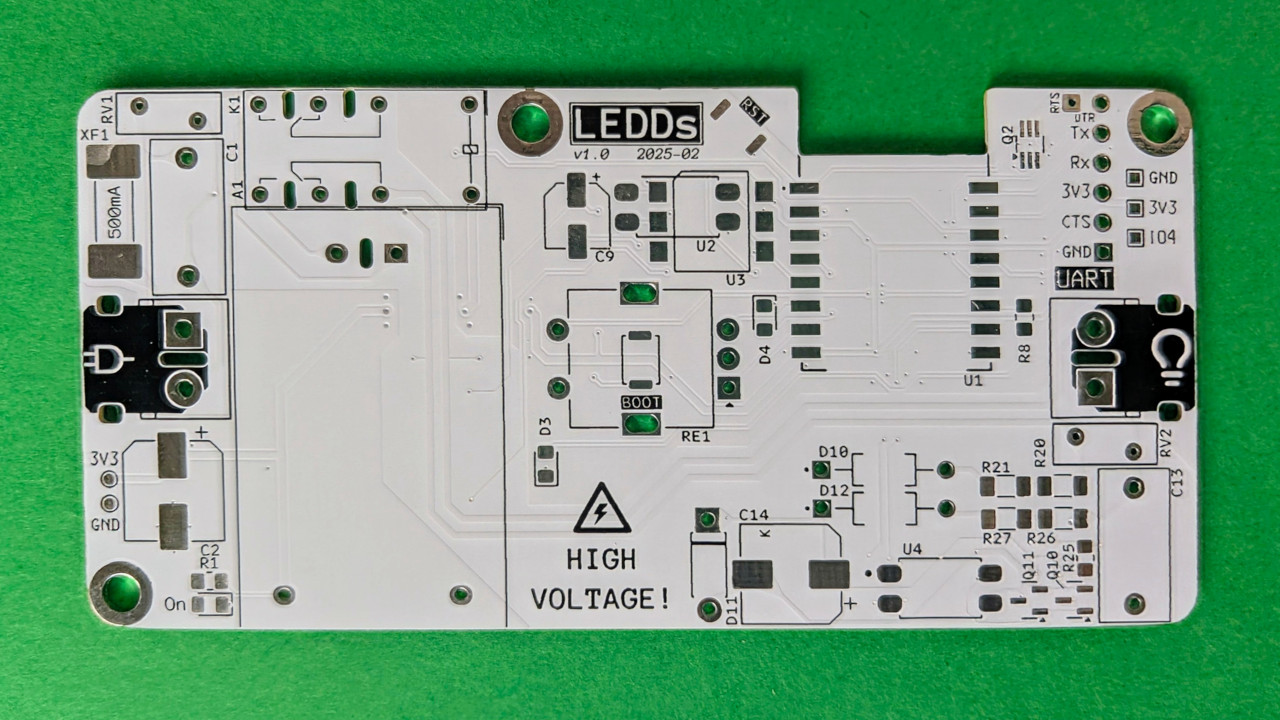 RV1
XF1
500mA
C1
K1
A1
LEDDs
v1.0 2025-02
RST
+
C9
U2
U3
D4
BOOT
RE1
D3
U1
R8
Q2
RTS
DTR
Tx
Rx
3V3
CTS
GND
UART
GND
3V3
IO4
+
3V3
GND
C2
R1
On
HIGH
VOLTAGE!
D11
C14
K
+
D10
D12
U4
R21
R20
R27
R26
R25
Q11
Q10
RV2
C13